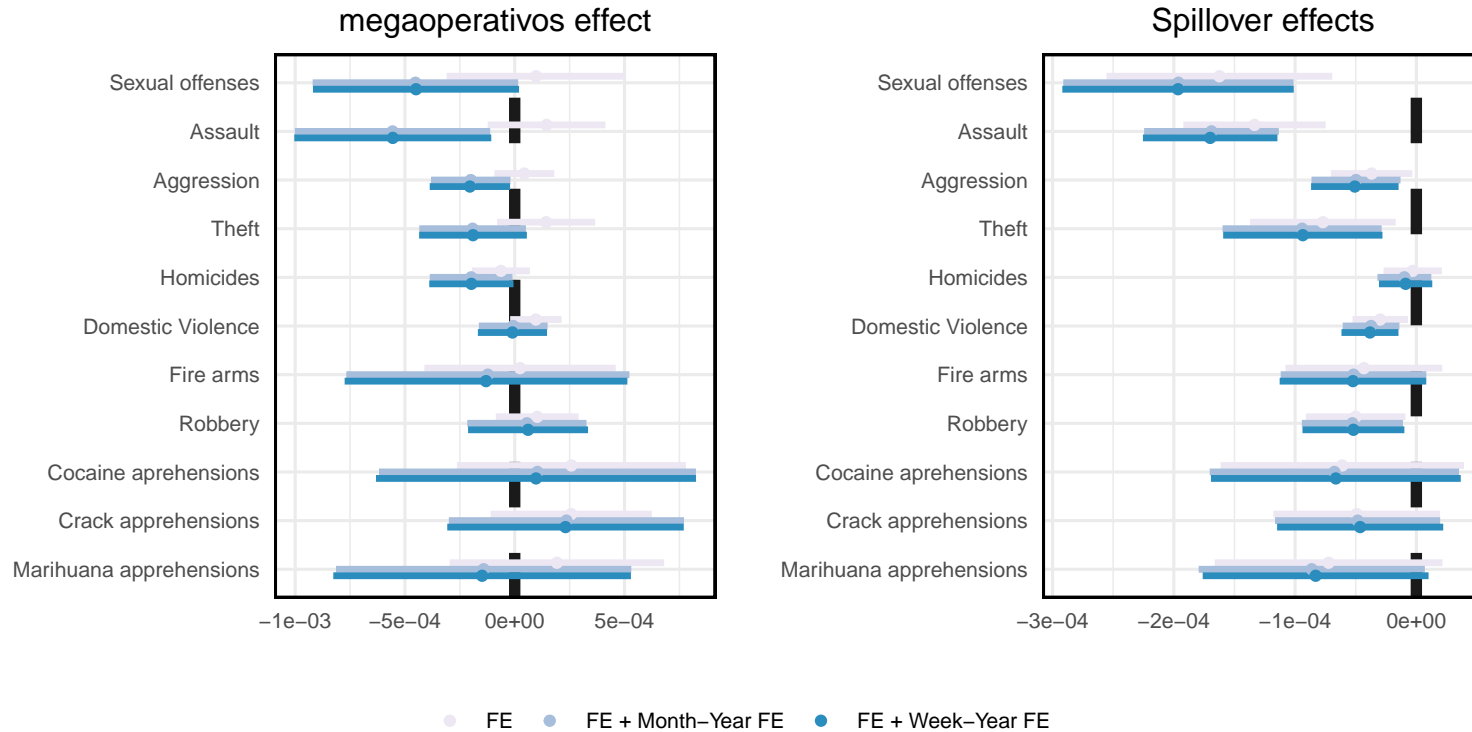 megaoperativos effect
Sexual offenses
Assault
Aggression
Theft
Homicides
Domestic Violence
Fire arms
Robbery
Cocaine aprehensions
Crack apprehensions
Marihuana apprehensions
−1e−03 −5e−04 0e+00 5e−04
Spillover effects
Sexual offenses
Assault
Aggression
Theft
Homicides
Domestic Violence
Fire arms
Robbery
Cocaine aprehensions
Crack apprehensions
Marihuana apprehensions
−3e−04 −2e−04 −1e−04 0e+00
FE FE + Month−Year FE FE + Week−Year FE